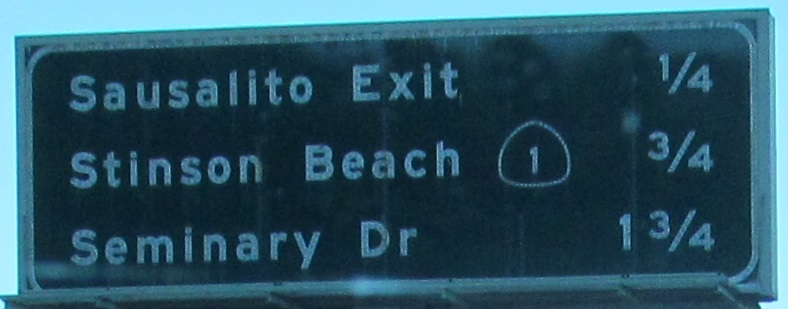 Sausalito Exit 1/4
Stinson Beach 1 3/4
Seminary Dr 1 3/4